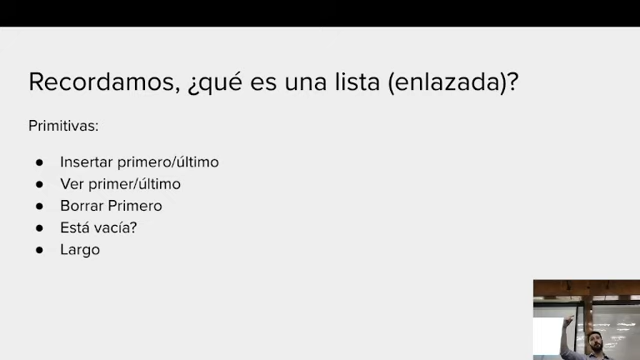 Recordamos, ¿qué es una lista (enlazada)?
Primitivas:
● Insertar primero/último
● Ver primer/último
● Borrar Primero
● Está vacía?
● Largo